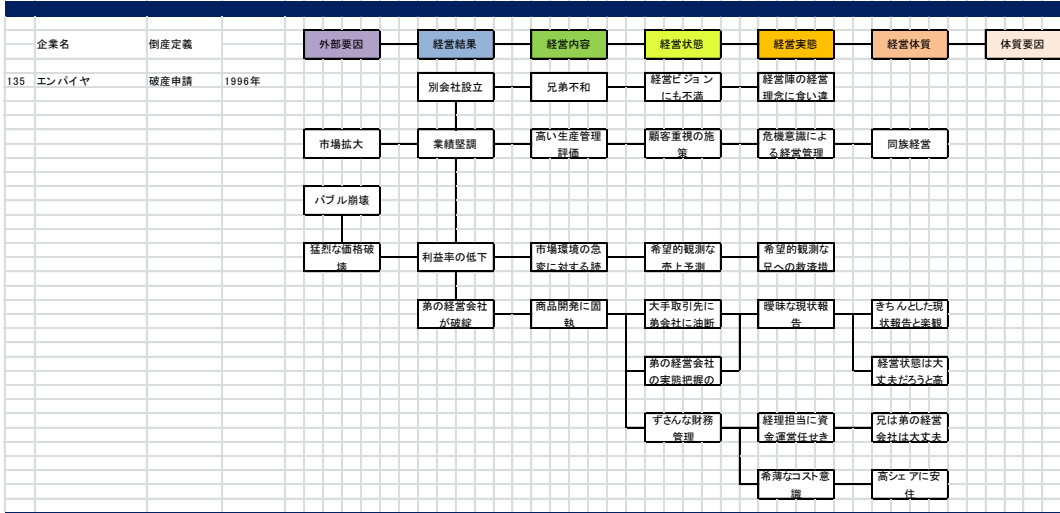 企業名 倒産定義 外部要因 経営結果 経営内容 経営状態 経営実態 経営体質 体質要因
135 エンパイヤ 破産申請 1996年
別会社設立
兄弟不和
経営ビジョン
にも不満
経営陣の経営
理念に食い違
市場拡大
業績堅調
高い生産管理
評価
顧客重視の施
策
危機意識によ
る経営管理
同族経営
バブル崩壊
猛烈な価格破
壊
利益率の低下
市場環境の急
変に対する読
希望的観測な
売上予測
希望的観測な
兄への救済措
弟の経営会社
が破綻
商品開発に固
執
大手取引先に
弟会社に油断
曖昧な現状報
告
きちんとした現
状報告と楽観
弟の経営会社
の実態把握の
経営状態は大
丈夫だろうと高
ずさんな財務
管理
経理担当に資
金運営任せき
兄は弟の経営
会社は大丈夫
希薄なコスト意
識
高シェアに安
住